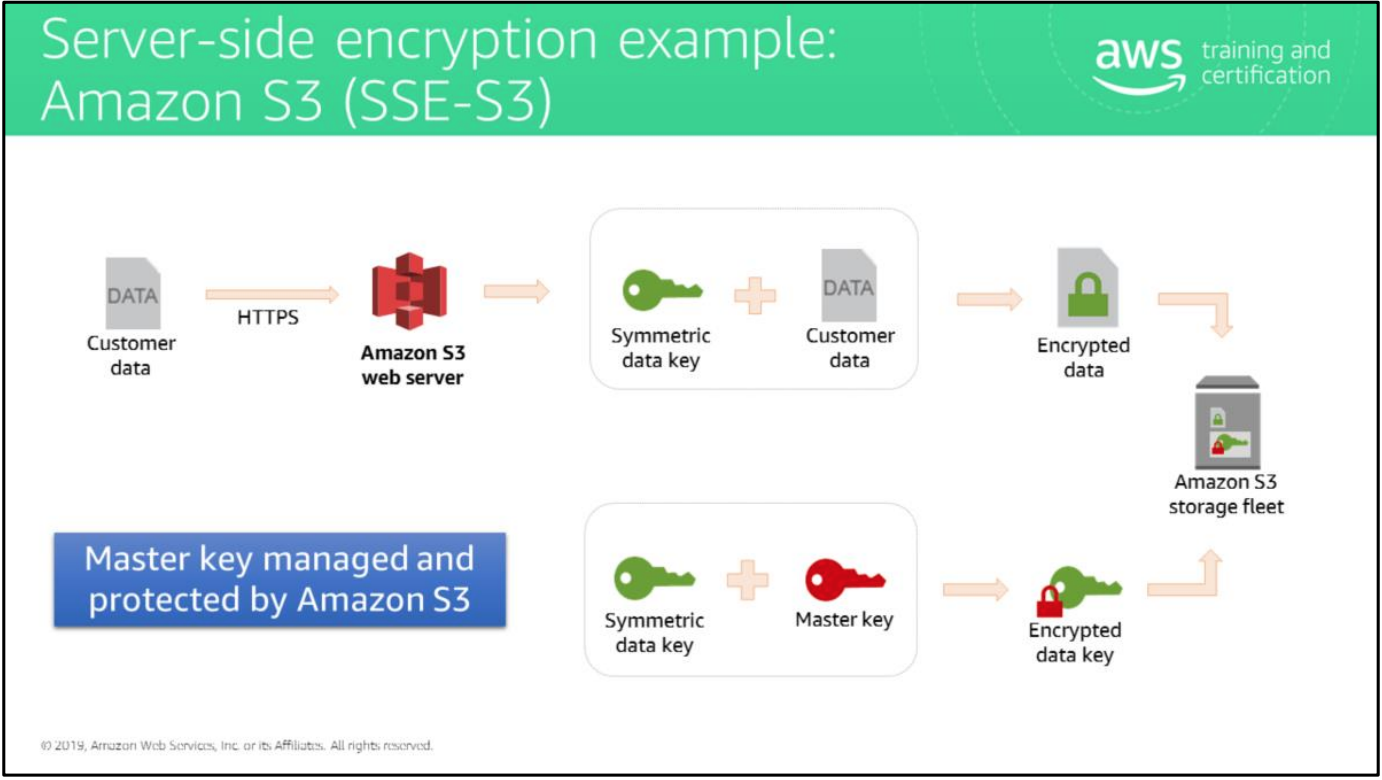 Server-side encryption example:
Amazon S3 (SSE-S3)
aws
training and
certification
DATA
Customer
data
HTTPS
Amazon S3
web server
Symmetric
data key
DATA
Customer
data
Encrypted
data
Amazon S3
storage fleet
Master key managed and
protected by Amazon S3
Symmetric
data key
Master key
Encrypted
data key
© 2019, Amazon Web Services, Inc. or its Affiliates. All rights reserved.